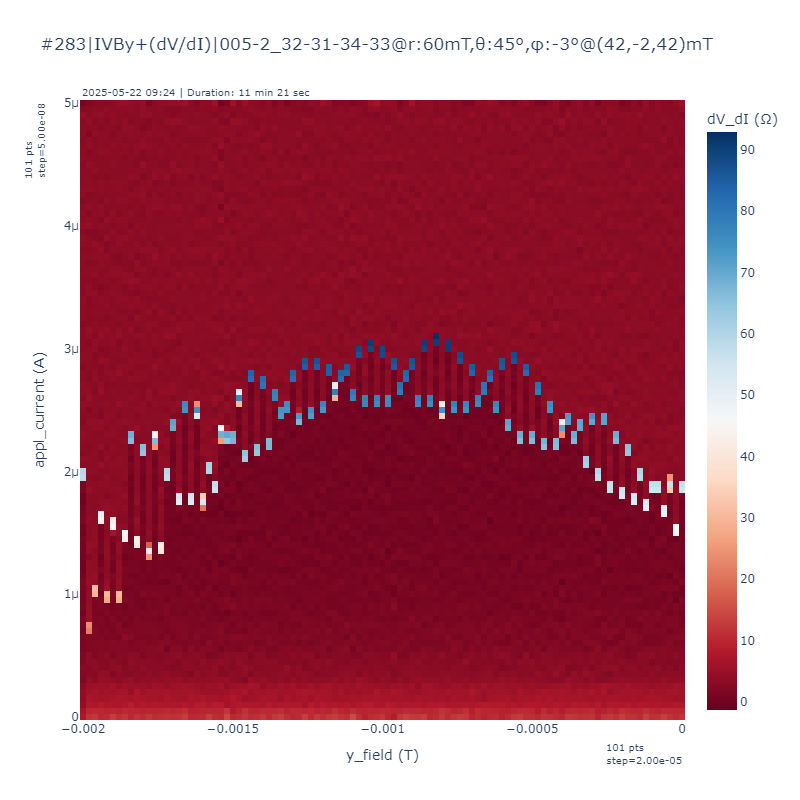 #283|IVBy+(dV/dI)|005-2_32-31-34-33@r:60mT,θ:45°,φ:-3°@(42,-2,42)mT
2025-05-22 09:24 | Duration: 11 min 21 sec
dV_dI (Ω)
101 pts
step=5.00e-08
5μ
4μ
3μ
2μ
1μ
0
appl_current (A)
90
80
70
60
50
40
30
20
10
0
−0.002
−0.0015
−0.001
−0.0005
0
y_field (T)
101 pts
step=2.00e-05